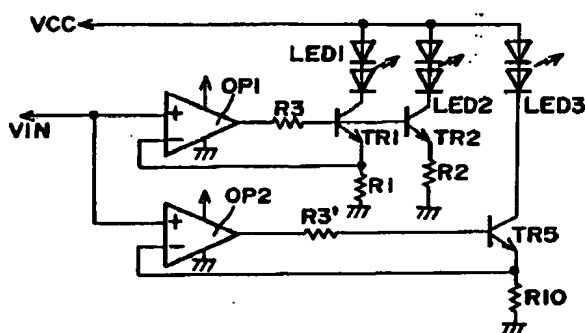 VCC
LED1
LED2
LED3
OP1
R3
TR1
TR2
VIN
+
−
R1
R2
OP2
R3'
TR5
+
−
R10